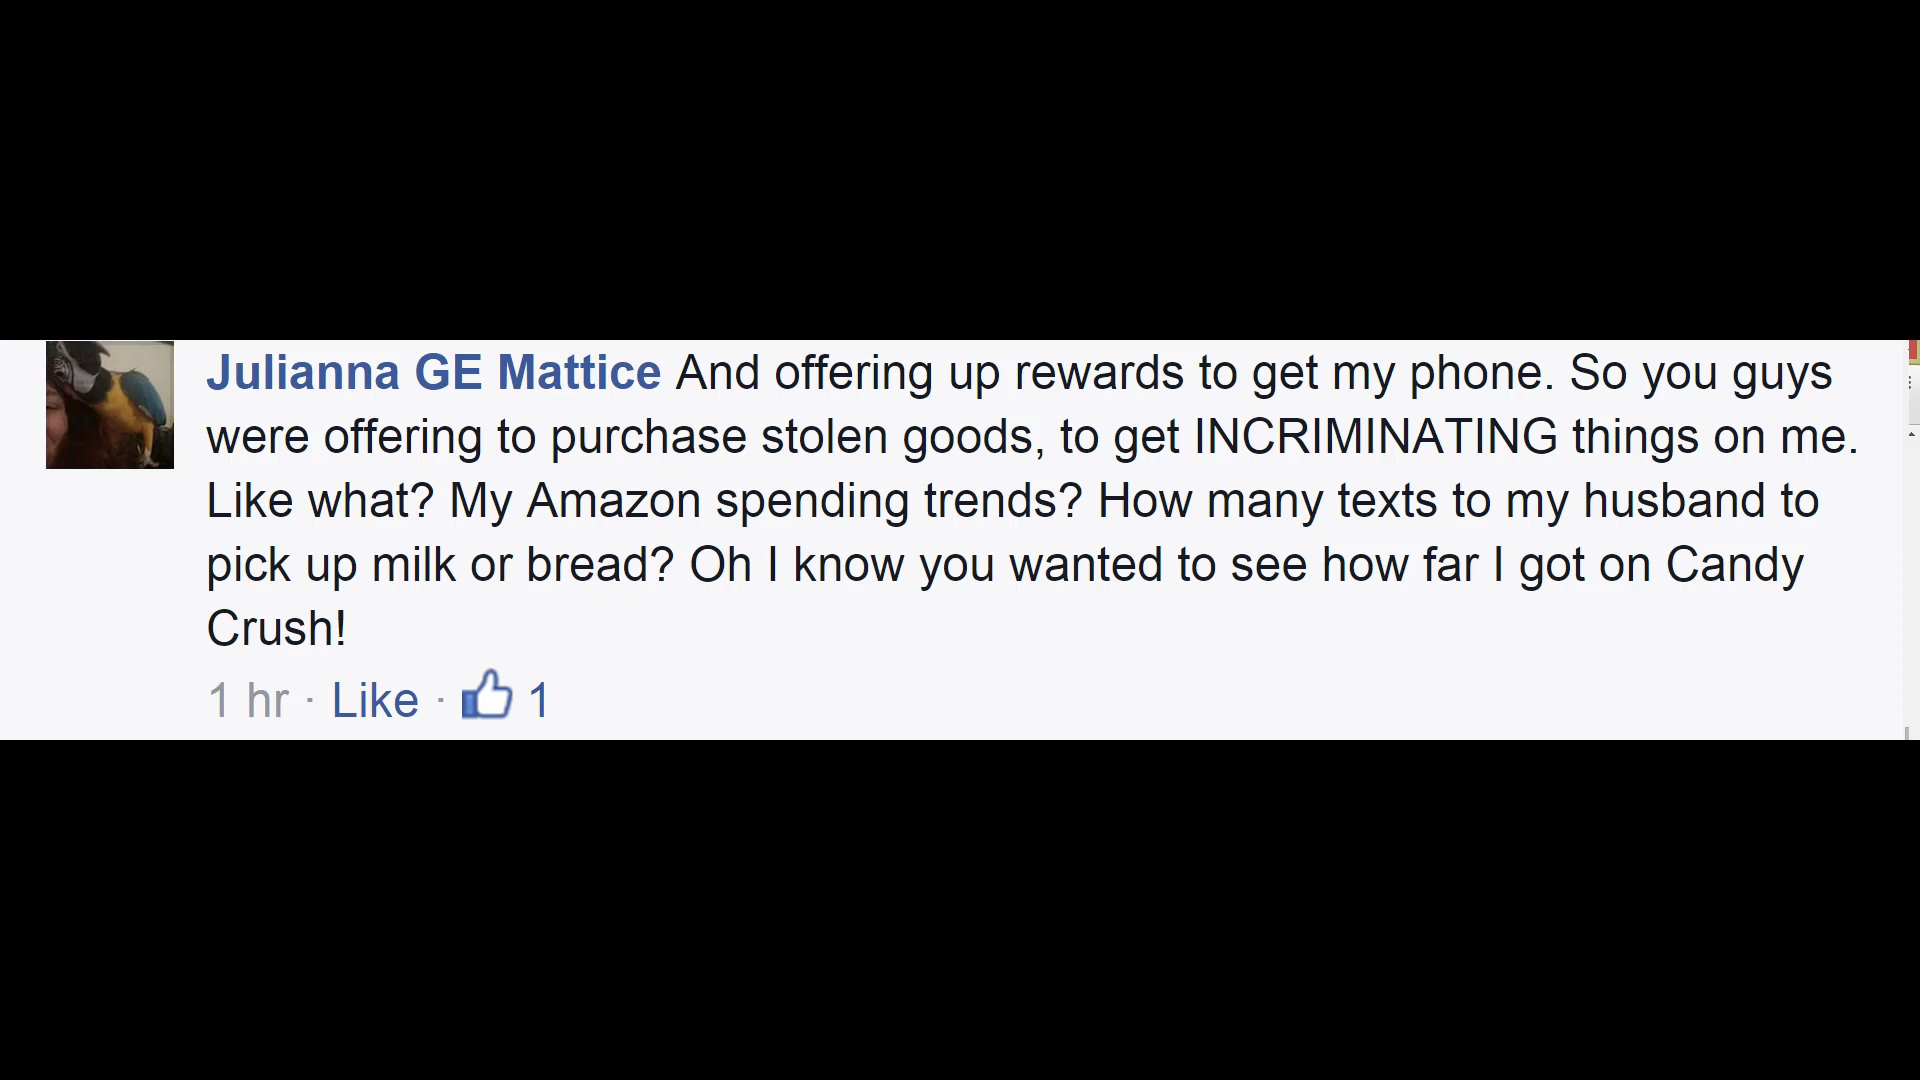 Julianna GE Mattice And offering up rewards to get my phone. So you guys
were offering to purchase stolen goods, to get INCRIMINATING things on me.
Like what? My Amazon spending trends? How many texts to my husband to
pick up milk or bread? Oh I know you wanted to see how far I got on Candy
Crush!
1 hr · Like · 1